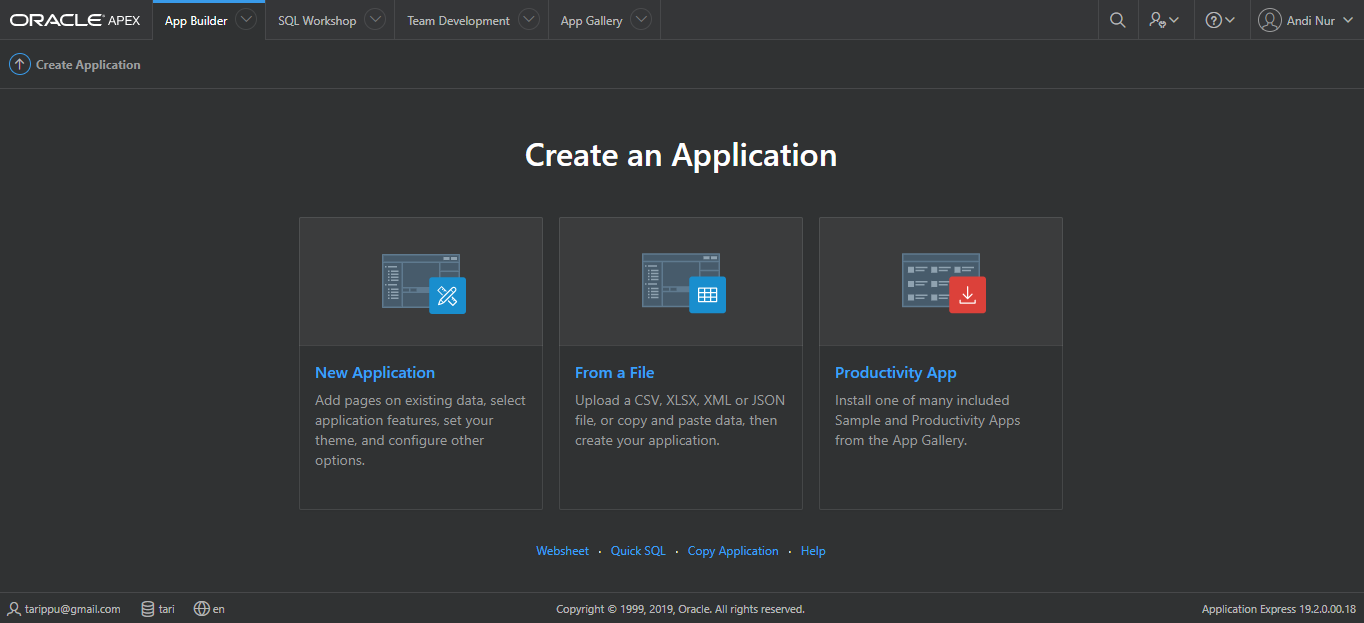 ORACLE APEX App Builder SQL Workshop Team Development App Gallery Andi Nur
Create Application
Create an Application
New Application
Add pages on existing data, select
application features, set your
theme, and configure other
options.
From a File
Upload a CSV, XLSX, XML or JSON
file, or copy and paste data, then
create your application.
Productivity App
Install one of many included
Sample and Productivity Apps
from the App Gallery.
Websheet · Quick SQL · Copy Application · Help
tarippu@gmail.com tari en Copyright © 1999, 2019, Oracle. All rights reserved. Application Express 19.2.0.00.18